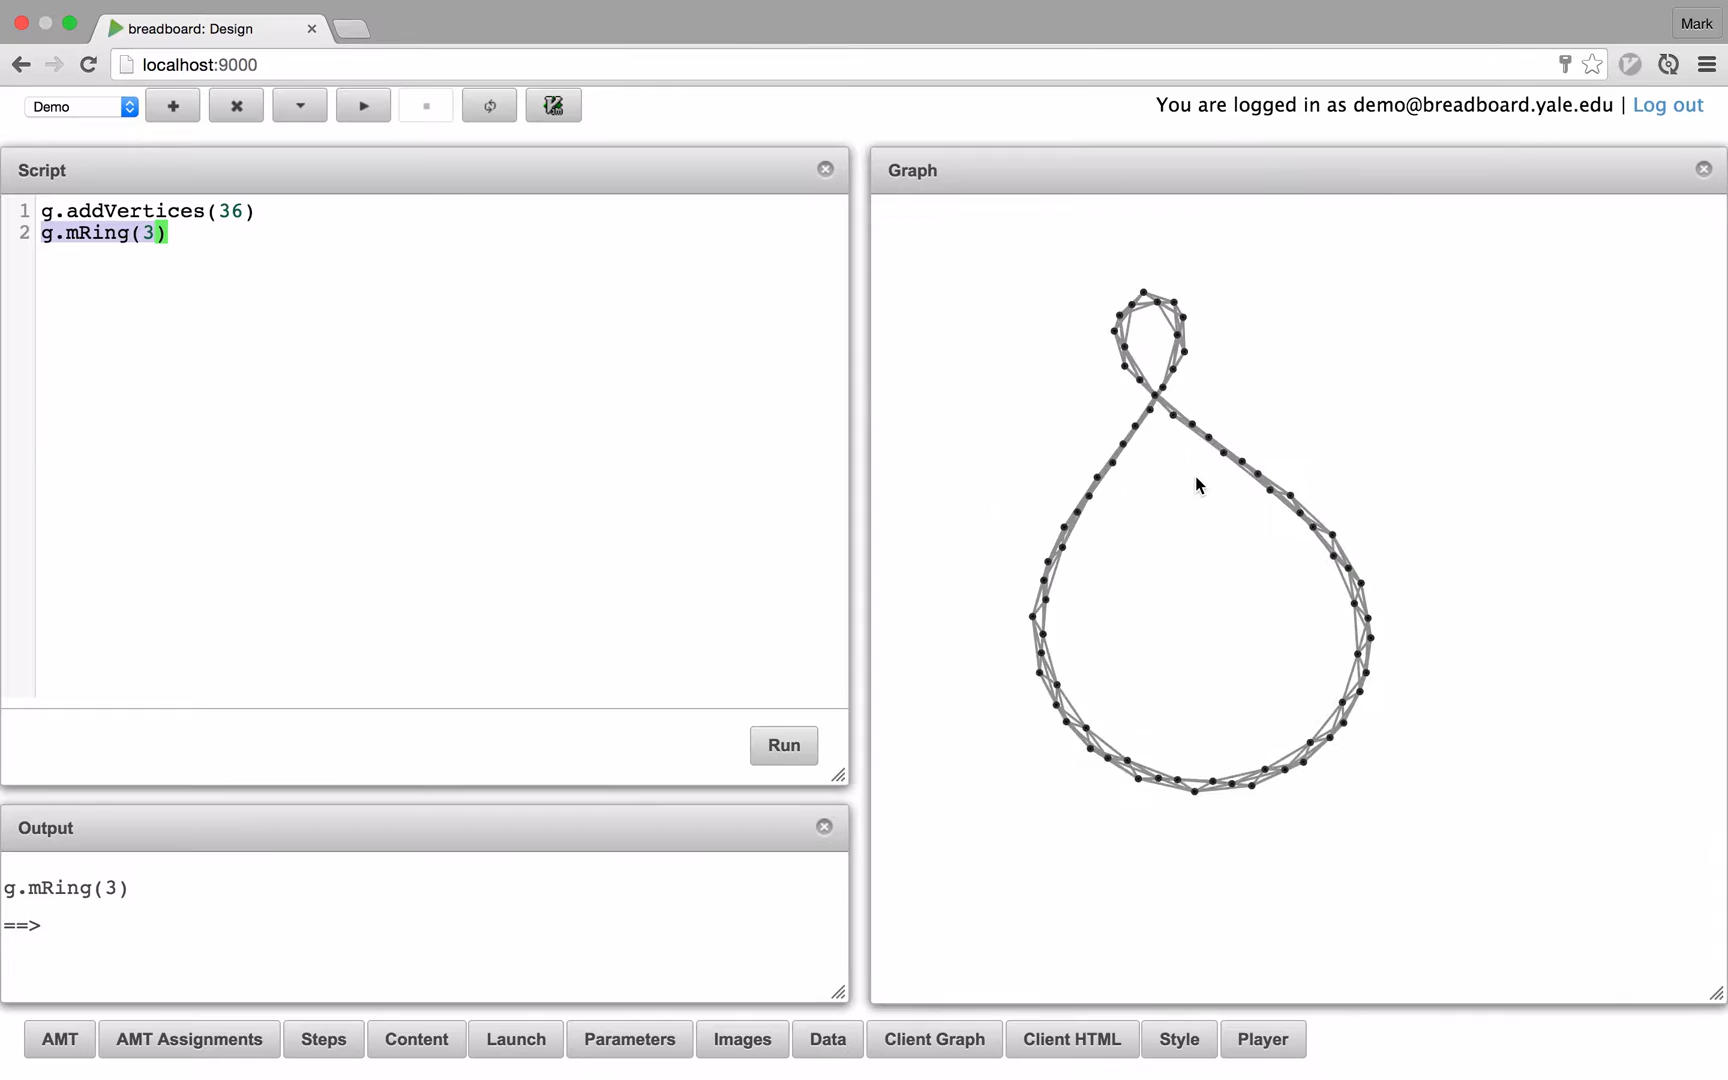 breadboard: Design
Mark
localhost:9000
Demo
You are logged in as demo@breadboard.yale.edu | Log out
Script
1 g.addVertices(36)
2 g.mRing(3)
Run
Output
g.mRing(3)
==>
Graph
AMT
AMT Assignments
Steps
Content
Launch
Parameters
Images
Data
Client Graph
Client HTML
Style
Player